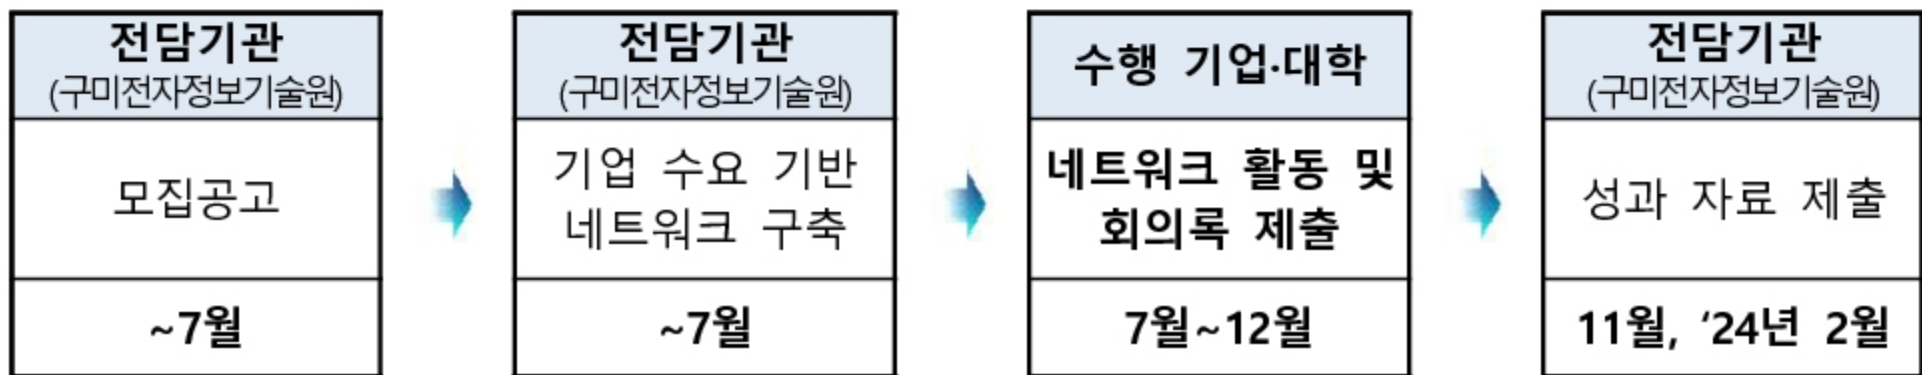 전담기관
(구미전자정보기술원)
모집공고
~7월
전담기관
(구미전자정보기술원)
기업 수요 기반
네트워크 구축
~7월
수행 기업·대학
네트워크 활동 및
회의록 제출
7월~12월
전담기관
(구미전자정보기술원)
성과 자료 제출
11월, ‘24년 2월